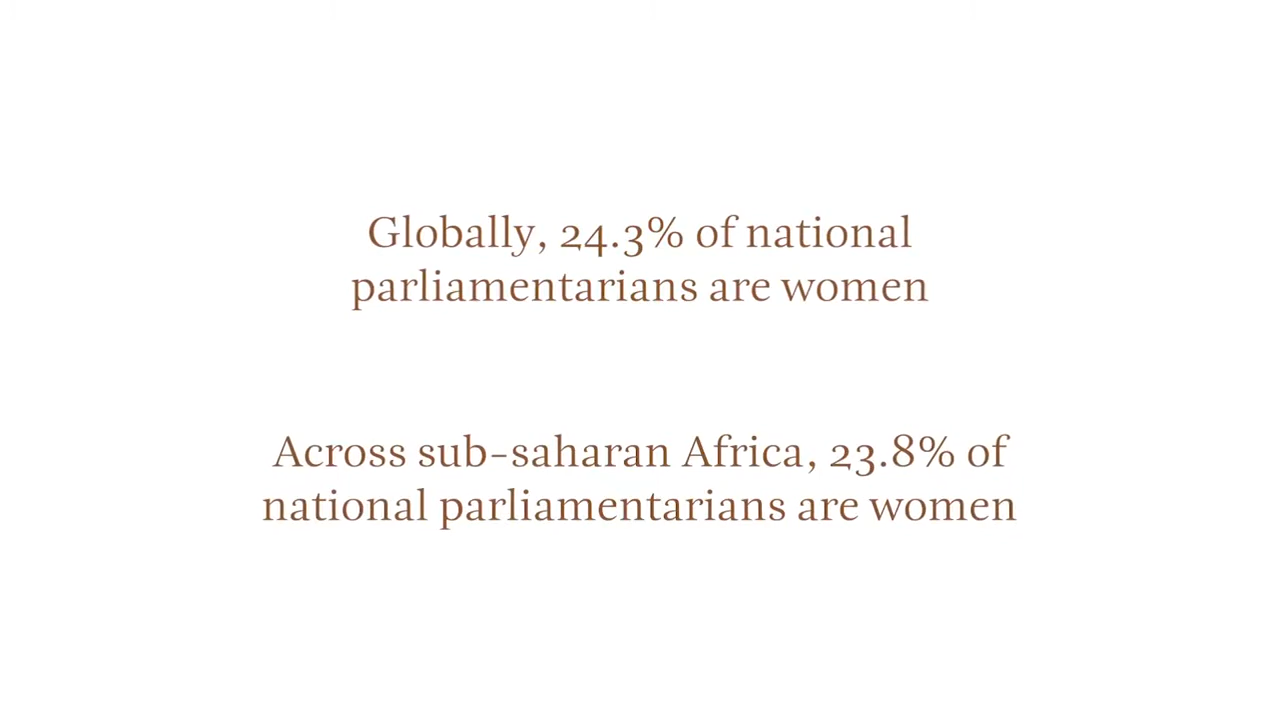 Globally, 24.3% of national
parliamentarians are women
Across sub-saharan Africa, 23.8% of
national parliamentarians are women